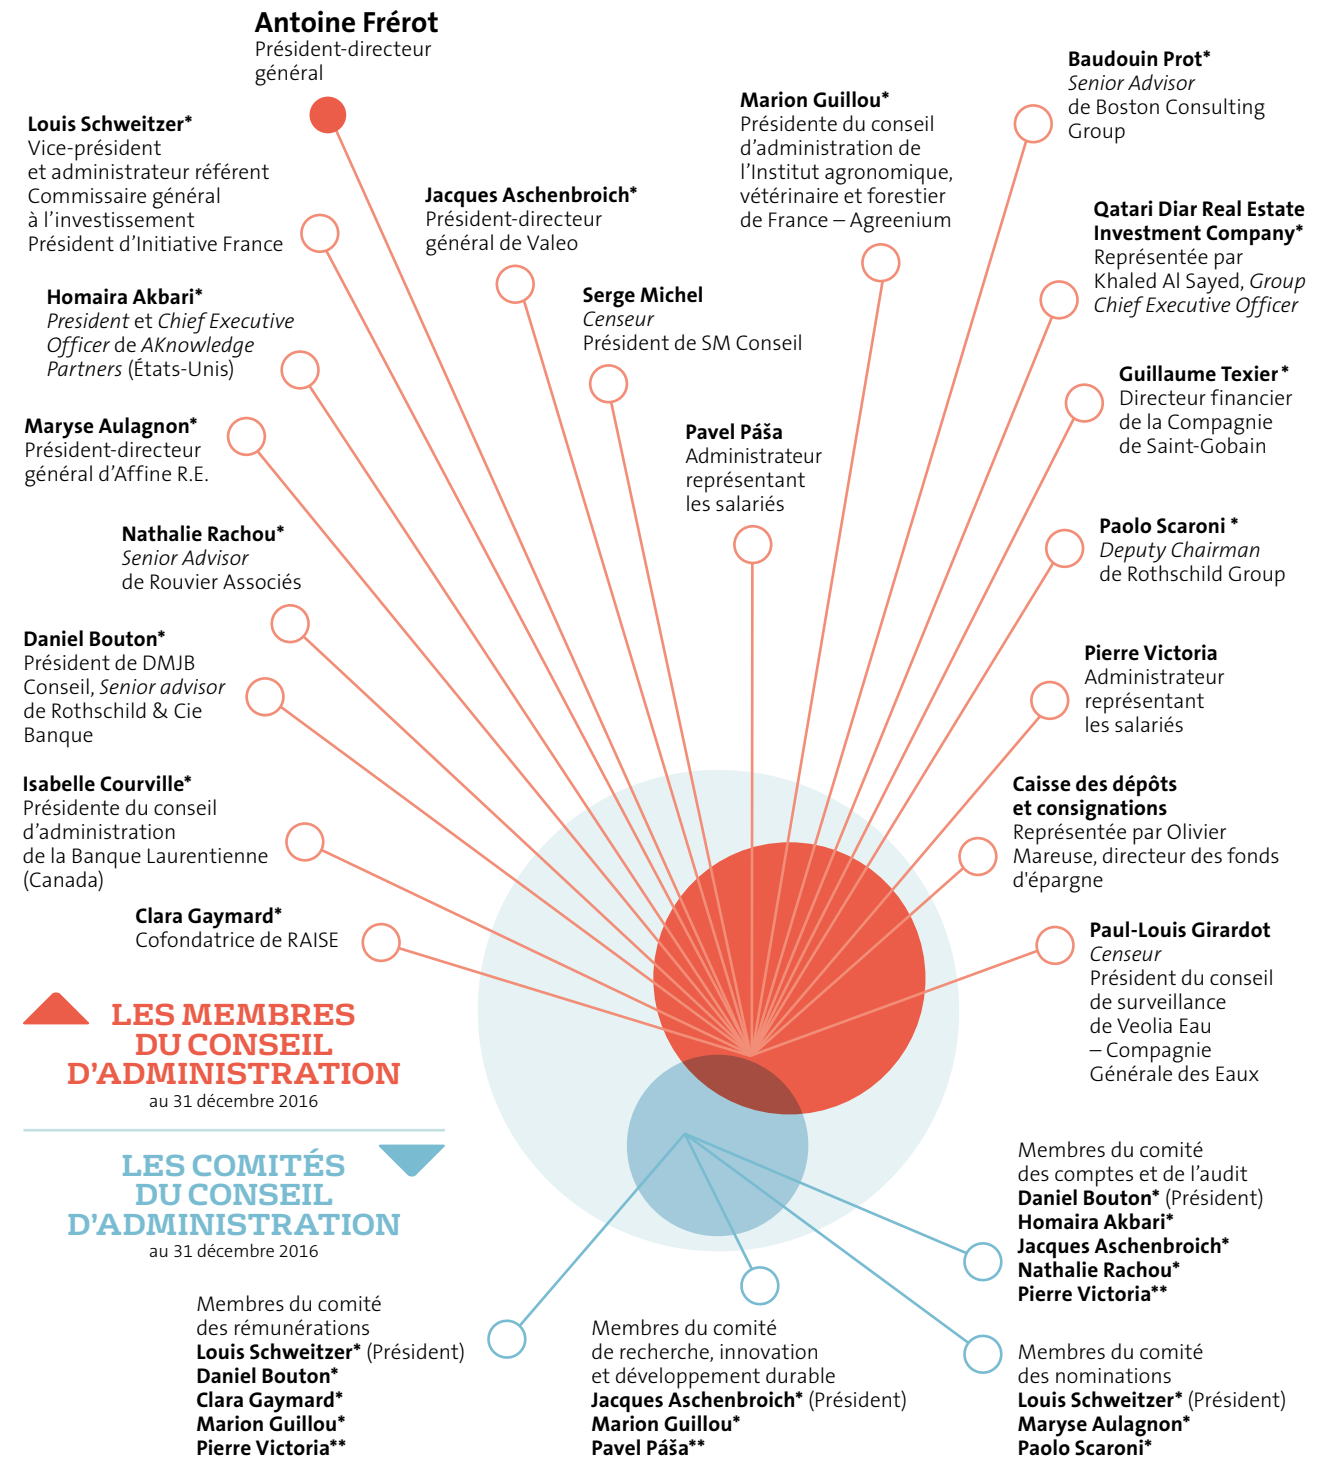 Antoine Frérot
Président-directeur
général
Louis Schweitzer*
Vice-président
et administrateur référent
Commissaire général
à l'investissement
Président d'Initiative France
Homaira Akbari*
President et Chief Executive
Officer de AKnowledge
Partners (États-Unis)
Maryse Aulagnon*
Président-directeur
général d'Affine R.E.
Nathalie Rachou*
Senior Advisor
de Rouvier Associés
Daniel Bouton*
Président de DMJB
Conseil, Senior advisor
de Rothschild & Cie
Banque
Isabelle Courville*
Présidente du conseil
d'administration
de la Banque Laurentienne
(Canada)
Clara Gaymard*
Cofondatrice de RAISE
Jacques Aschenbroich*
Président-directeur
général de Valeo
Serge Michel
Censeur
Président de SM Conseil
Pavel Páša
Administrateur
représentant
les salariés
Marion Guillou*
Présidente du conseil
d'administration de
l'Institut agronomique,
vétérinaire et forestier
de France – Agreenium
Baudouin Prot*
Senior Advisor
de Boston Consulting
Group
Qatari Diar Real Estate
Investment Company*
Représentée par
Khaled Al Sayed, Group
Chief Executive Officer
Guillaume Texier*
Directeur financier
de la Compagnie
de Saint-Gobain
Paolo Scaroni *
Deputy Chairman
de Rothschild Group
Pierre Victoria
Administrateur
représentant
les salariés
Caisse des dépôts
et consignations
Représentée par Olivier
Mareuse, directeur des fonds
d'épargne
Paul-Louis Girardot
Censeur
Président du conseil
de surveillance
de Veolia Eau
– Compagnie
Générale des Eaux
LES MEMBRES
DU CONSEIL
D'ADMINISTRATION
au 31 décembre 2016
LES COMITÉS
DU CONSEIL
D'ADMINISTRATION
au 31 décembre 2016
Membres du comité
des rémunérations
Louis Schweitzer* (Président)
Daniel Bouton*
Clara Gaymard*
Marion Guillou*
Pierre Victoria**
Membres du comité
de recherche, innovation
et développement durable
Jacques Aschenbroich* (Président)
Marion Guillou*
Pavel Páša**
Membres du comité
des comptes et de l'audit
Daniel Bouton* (Président)
Homaira Akbari*
Jacques Aschenbroich*
Nathalie Rachou*
Pierre Victoria**
Membres du comité
des nominations
Louis Schweitzer* (Président)
Maryse Aulagnon*
Paolo Scaroni*